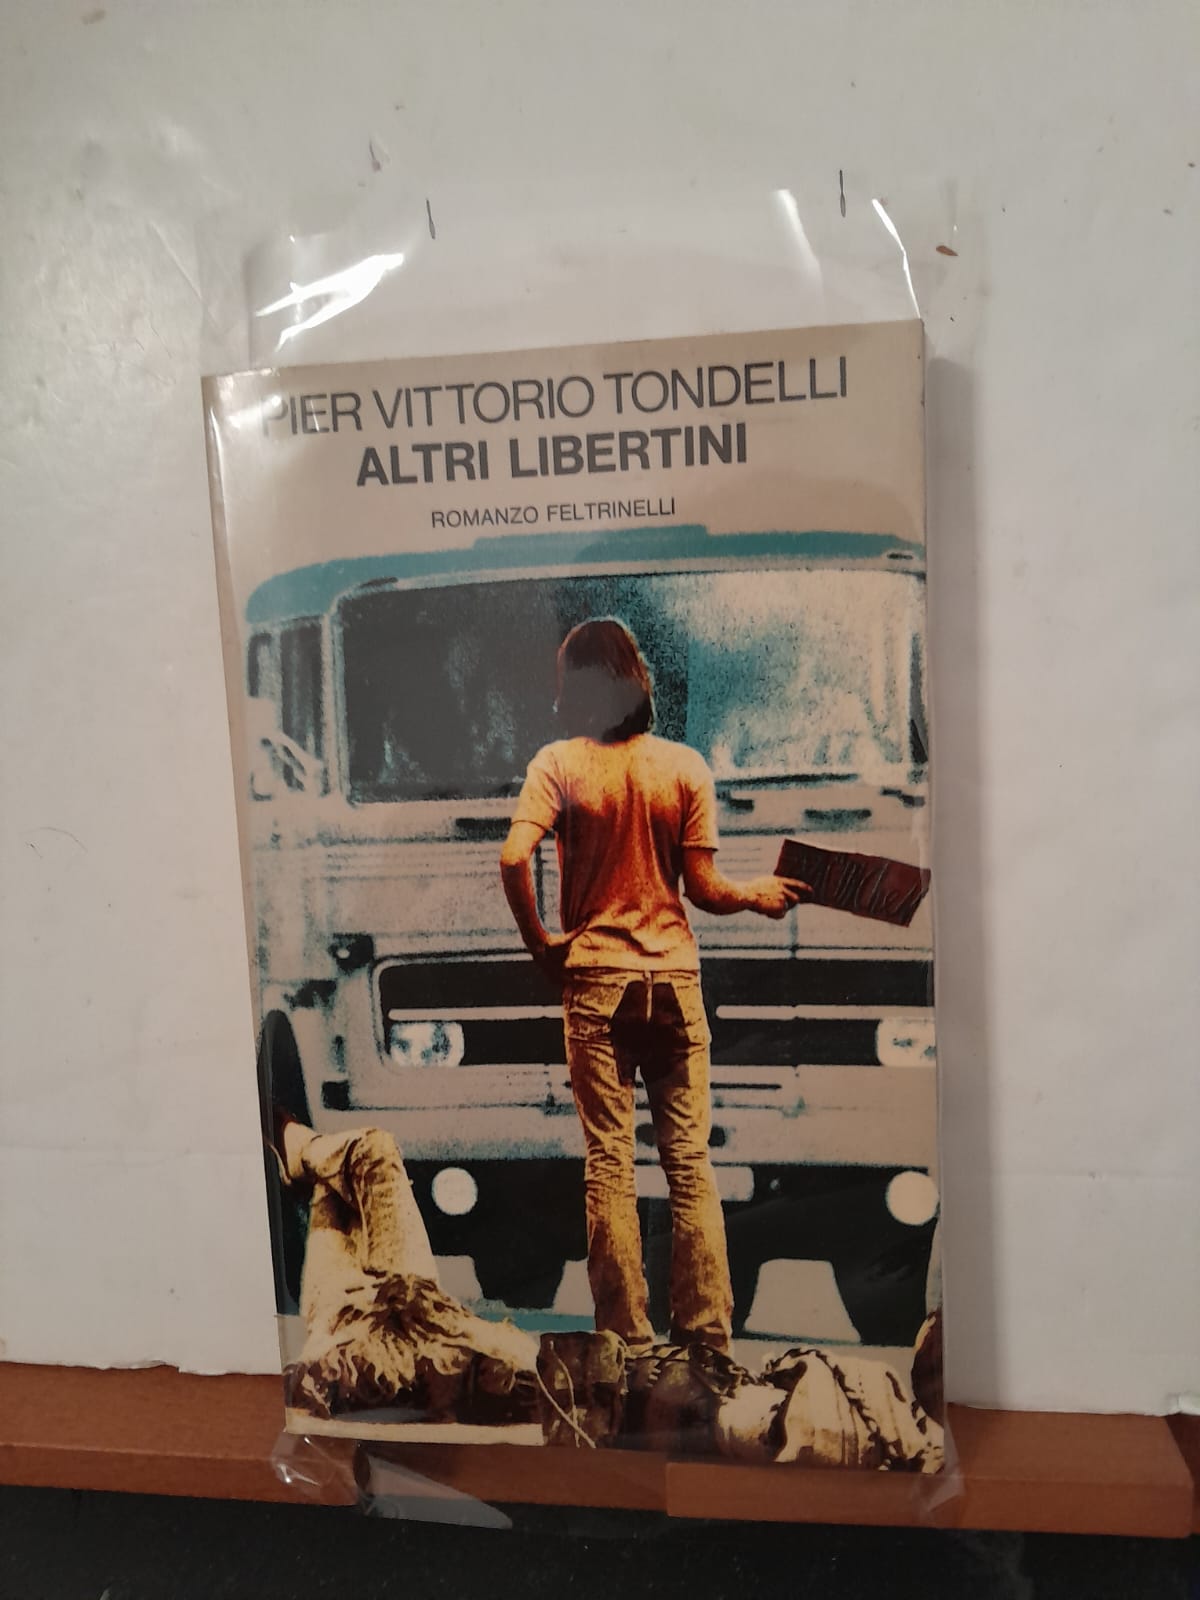 PIER VITTORIO TONDELLI
ALTRI LIBERTINI
ROMANZO FELTRINELLI